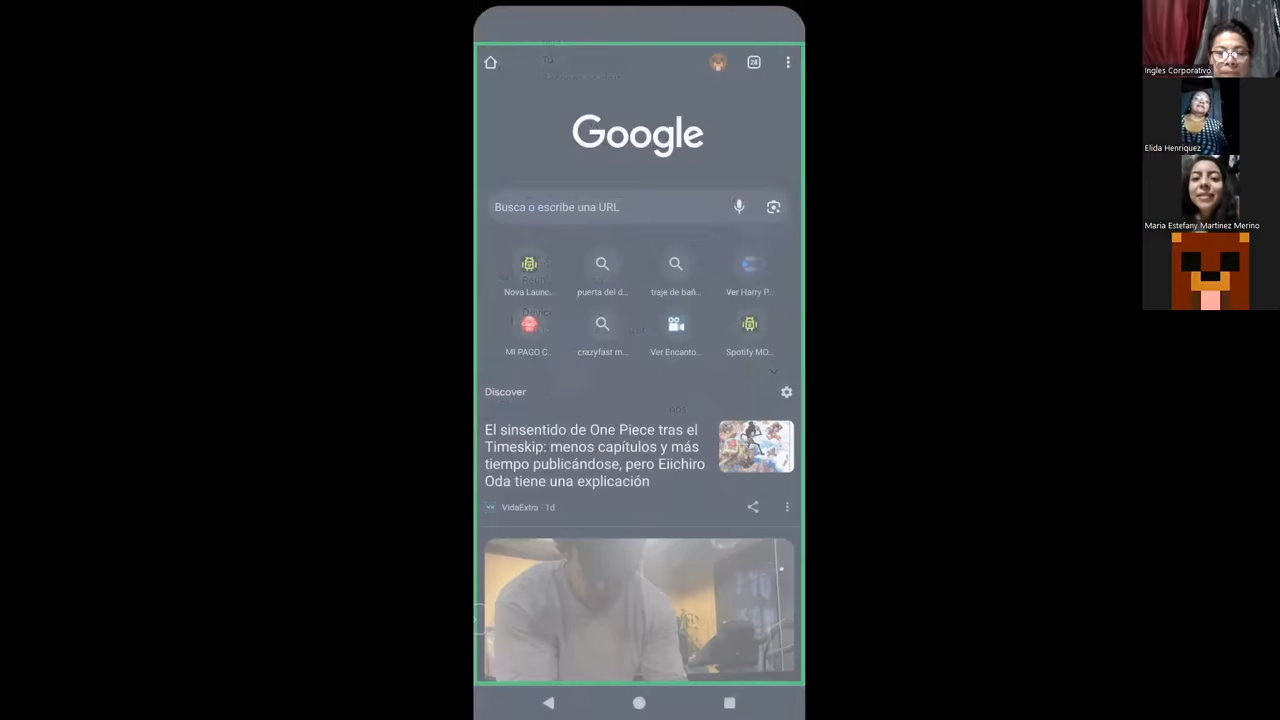 Tú
28
Google
Busca o escribe una URL
Nova Launc...
puerta del d...
traje de bañ...
Ver Harry P...
MI PAGO C...
crazyfast m...
Ver Encanto...
Spotify MO...
Discover
El sinsentido de One Piece tras el
Timeskip: menos capítulos y más
tiempo publicándose, pero Eiichiro
Oda tiene una explicación
VidaExtra · 1d
Ingles Corporativo
Elida Henriquez
Maria Estefany Martinez Merino